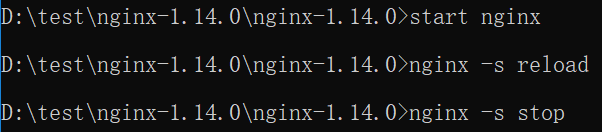 D:\test\nginx-1.14.0\nginx-1.14.0>start nginx
D:\test\nginx-1.14.0\nginx-1.14.0>nginx -s reload
D:\test\nginx-1.14.0\nginx-1.14.0>nginx -s stop